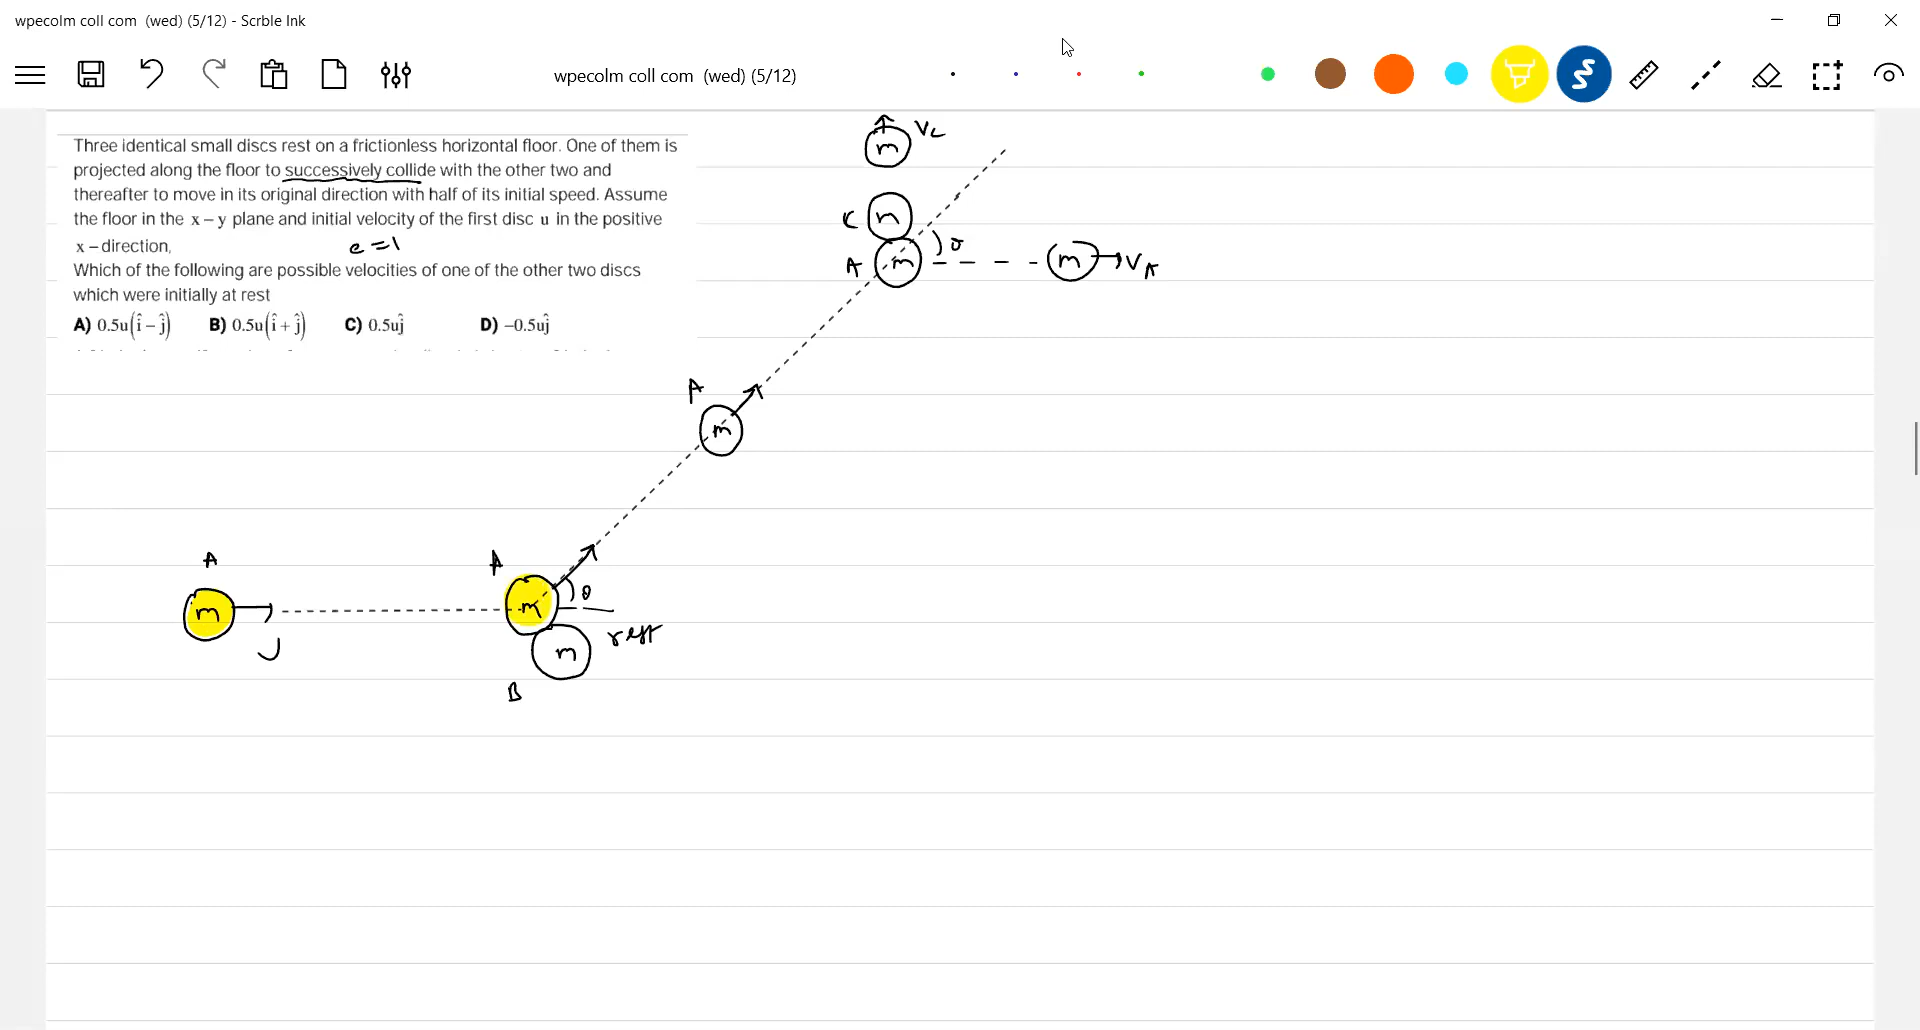 wpecolm coll com (wed) (5/12) - Scrble Ink
wpecolm coll com (wed) (5/12)
Three identical small discs rest on a frictionless horizontal floor. One of them is
projected along the floor to successively collide with the other two and
thereafter to move in its original direction with half of its initial speed. Assume
the floor in the x – y plane and initial velocity of the first disc u in the positive
x – direction,
e = 1
Which of the following are possible velocities of one of the other two discs
which were initially at rest
A) 0.5u(î − ĵ) B) 0.5u(î + ĵ) C) 0.5uĵ D) −0.5uĵ
m
Vc
C m
A m θ m VA
A
m
A
A
m
m θ
rest
m
B